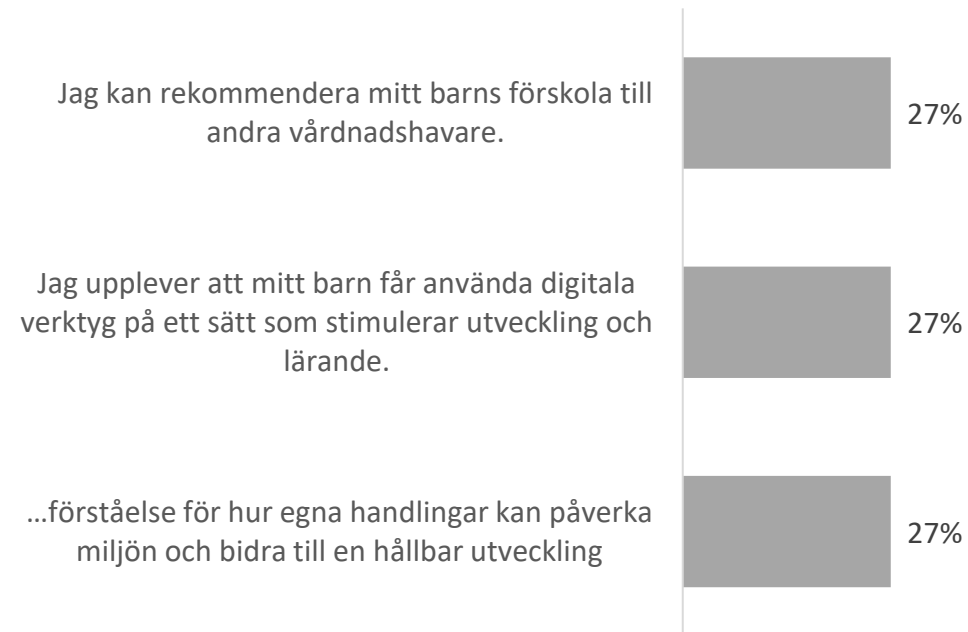 Jag kan rekommendera mitt barns förskola till
andra vårdnadshavare.
27%
Jag upplever att mitt barn får använda digitala
verktyg på ett sätt som stimulerar utveckling och
lärande.
27%
…förståelse för hur egna handlingar kan påverka
miljön och bidra till en hållbar utveckling
27%